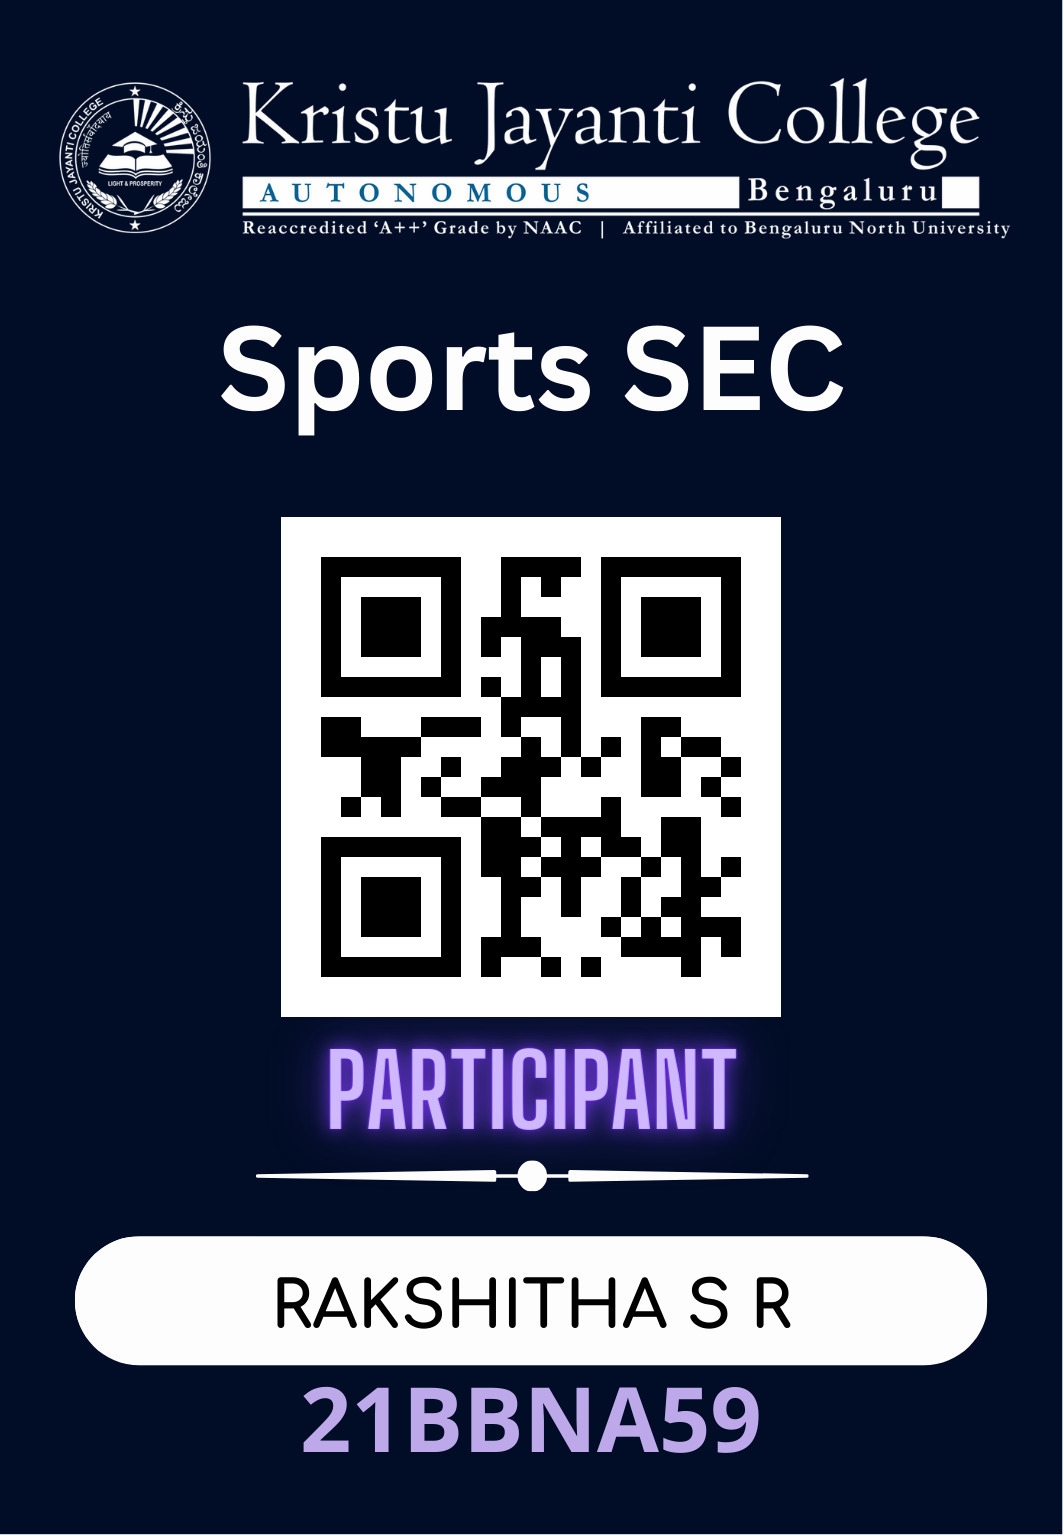 Kristu Jayanti College
AUTONOMOUS Bengaluru
Reaccredited ‘A++’ Grade by NAAC | Affiliated to Bengaluru North University
KRISTU JAYANTI COLLEGE
ಕ್ರಿಸ್ತು ಜಯಂತಿ ಕಾಲೇಜು
LIGHT & PROSPERITY
Sports SEC
PARTICIPANT
RAKSHITHA S R
21BBNA59